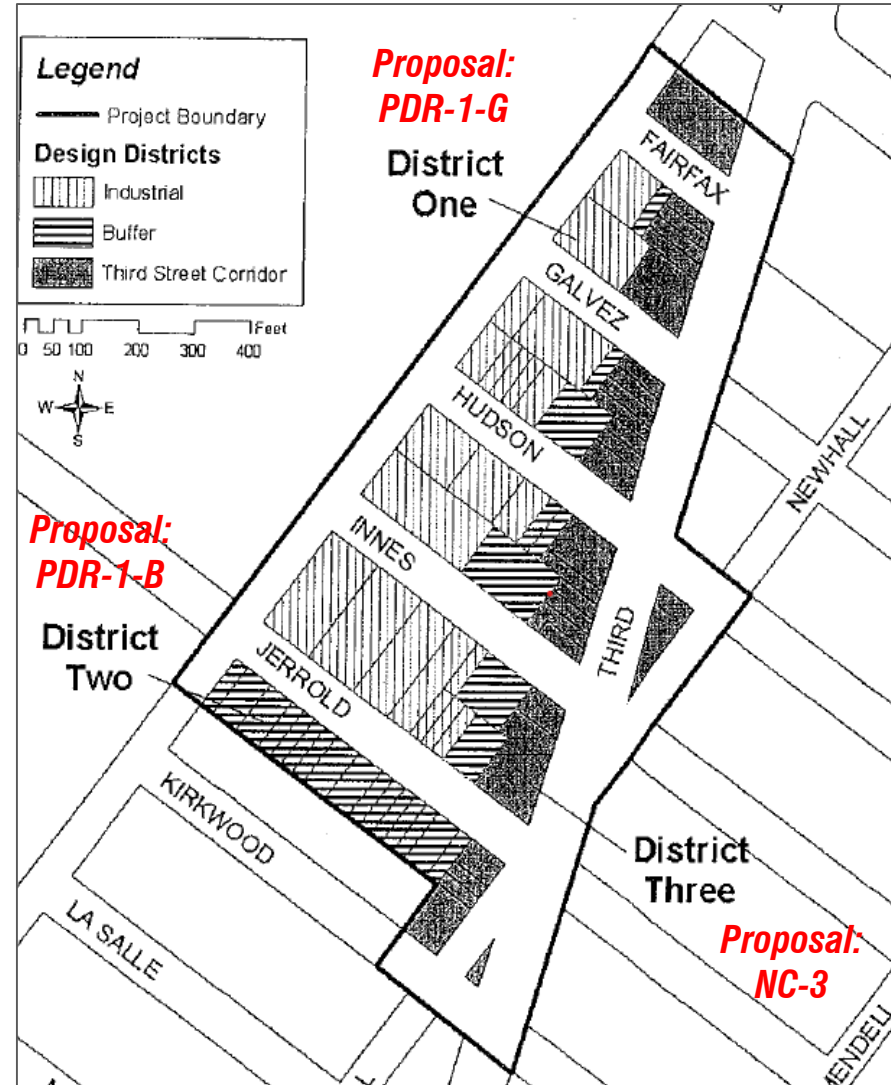 Legend
Project Boundary
Design Districts
Industrial
Buffer
Third Street Corridor
Feet
0 50 100 200 300 400
N
W E
S
Proposal:
PDR-1-G
District
One
FAIRFAX
GALVEZ
HUDSON
NEWHALL
INNES
Proposal:
PDR-1-B
District
Two
THIRD
JERROLD
KIRKWOOD
District
Three
LA SALLE
Proposal:
NC-3
MENDELL